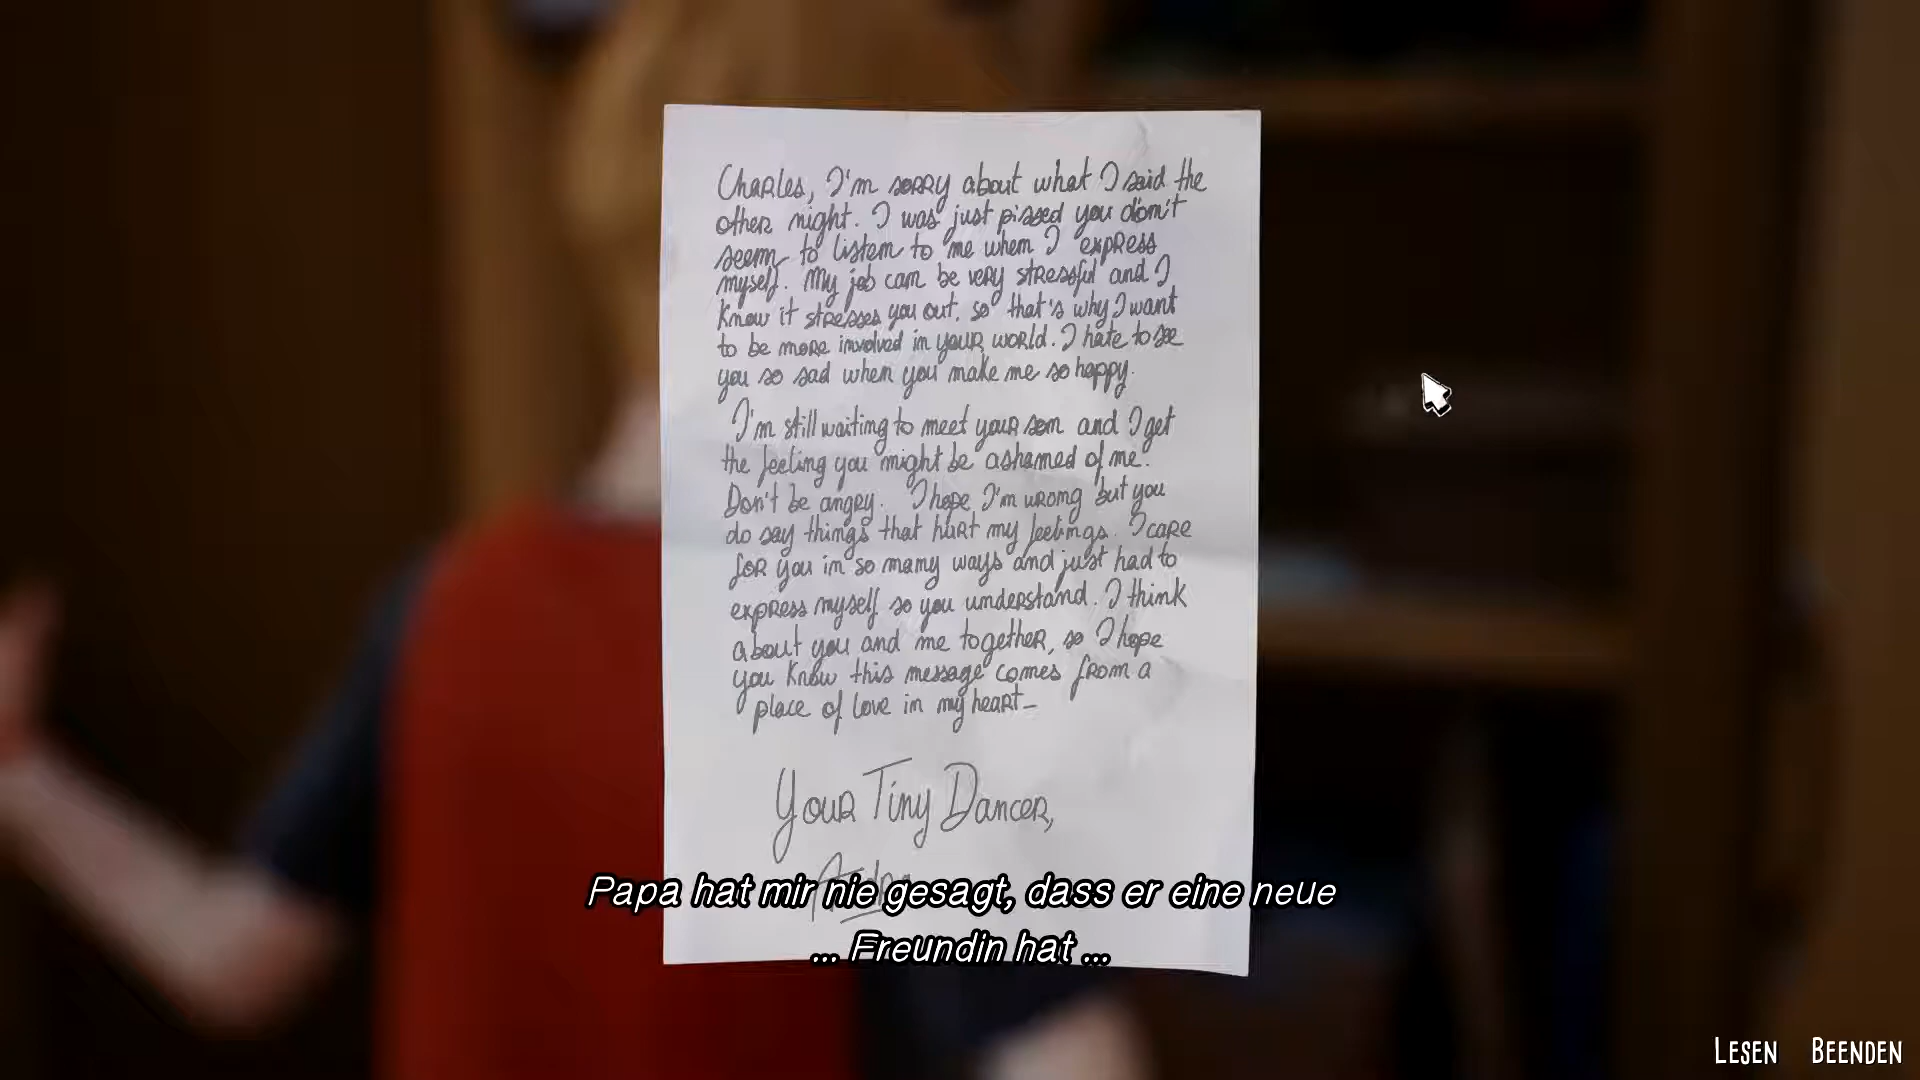 Charles, I'm sorry about what I said the
other night. I was just pissed you don't
seem to listen to me when I express
myself. My job can be very stressful and I
know it stresses you out, so that's why I want
to be more involved in your world. I hate to see
you so sad when you make me so happy.
I'm still waiting to meet your son and I get
the feeling you might be ashamed of me.
Don't be angry. I hope I'm wrong but you
do say things that hurt my feelings. I care
for you in so many ways and just had to
express myself so you understand. I think
about you and me together, so I hope
you know this message comes from a
place of love in my heart—
Your Tiny Dancer,
Papa hat mir nie gesagt, dass er eine neue
... Freundin hat ...
LESEN BEENDEN